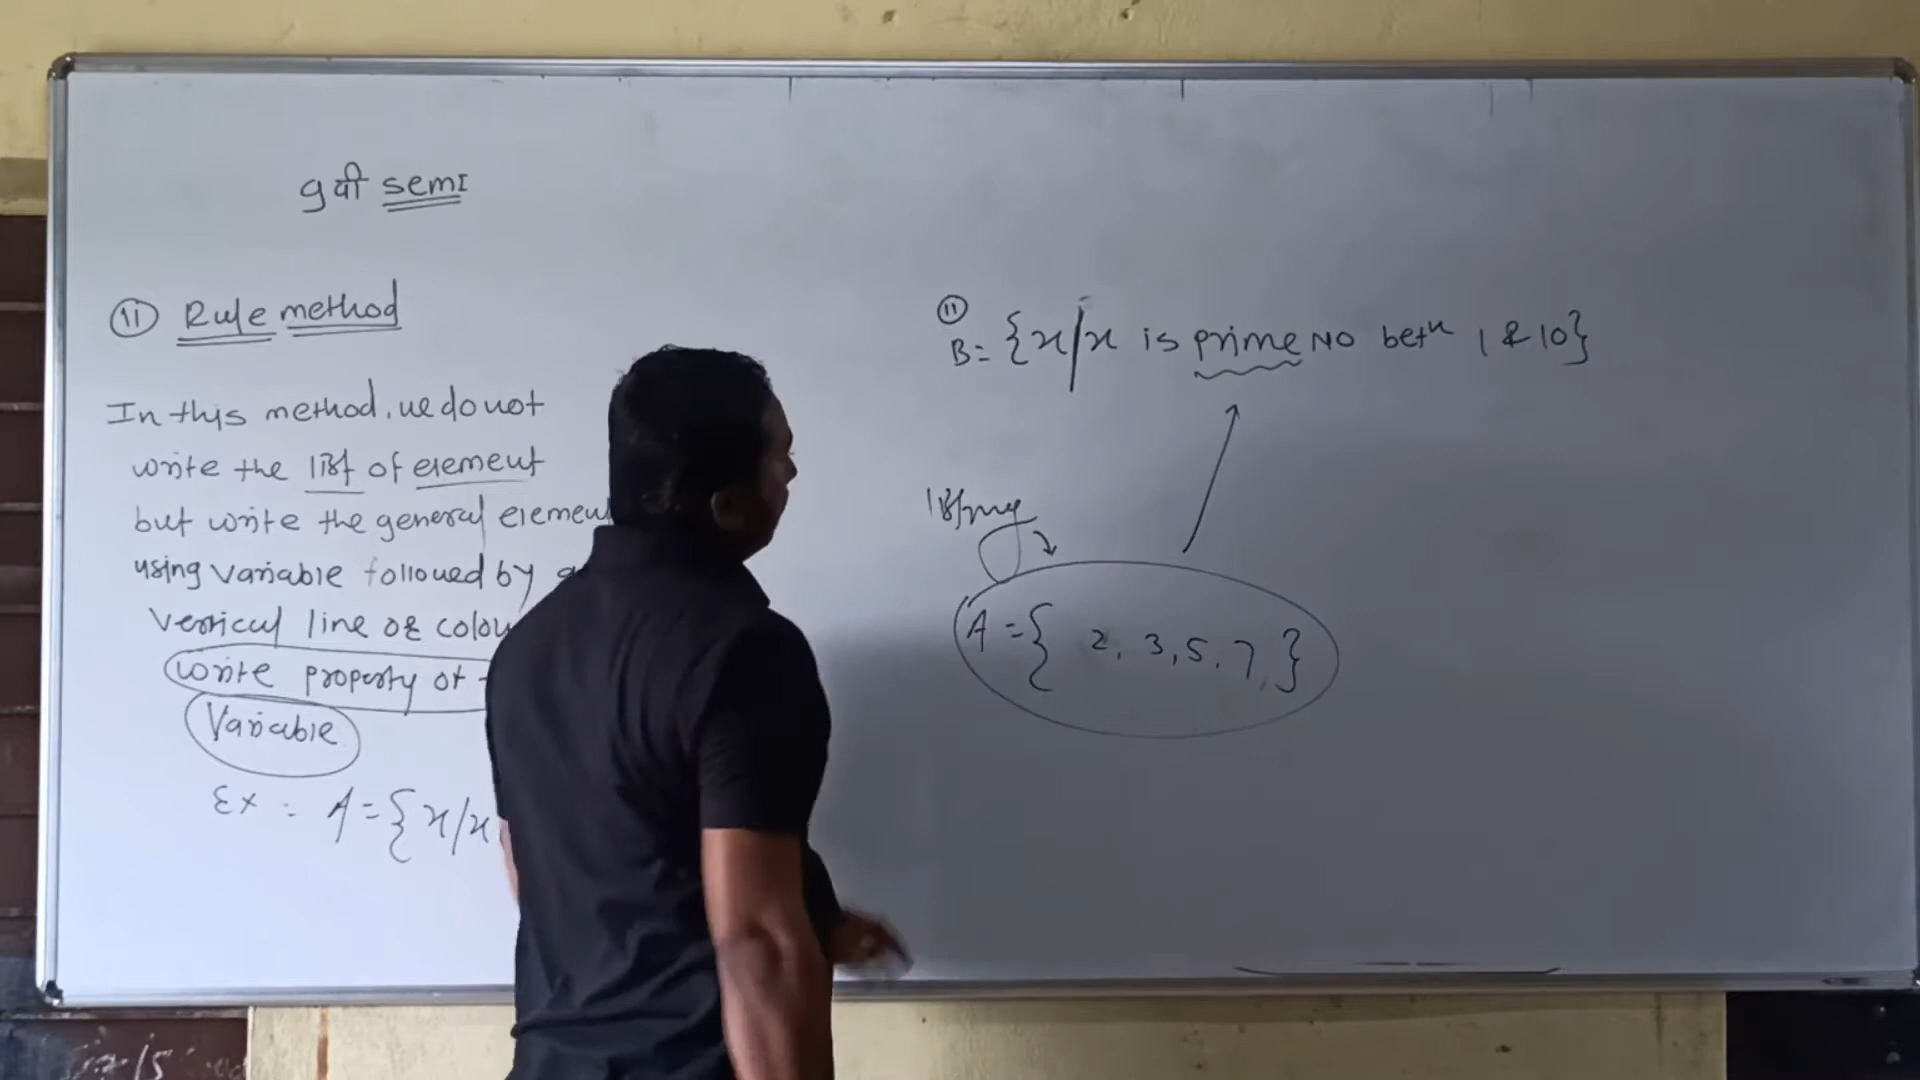 9वी semi
(ii) Rule method
In this method, we do not
write the list of element
but write the general element
using variable followed by a
vertical line or colou
write property of
Variable
Ex : A = {x/x
(ii)
B = {x/x is prime NO betn 1 & 10}
listing
A = { 2, 3, 5, 7, }